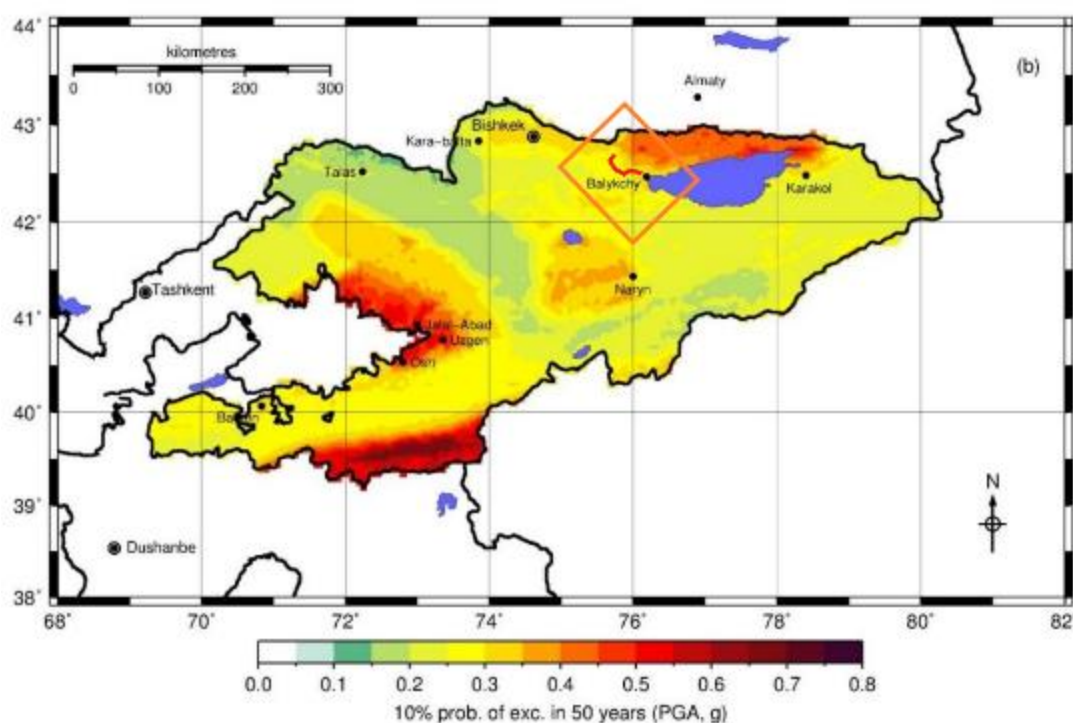 44˚
kilometres
0 50 100 200 300
(b)
Almaty
43˚
Bishkek
Kara-balta
Talas
Balykchy
Karakol
42˚
Naryn
Tashkent
41˚
Jalal-Abad
Uzgen
Osh
40˚
Batken
N
39˚
Dushanbe
38˚
68˚ 70˚ 72˚ 74˚ 76˚ 78˚ 80˚ 82˚
0.0 0.1 0.2 0.3 0.4 0.5 0.6 0.7 0.8
10% prob. of exc. in 50 years (PGA, g)